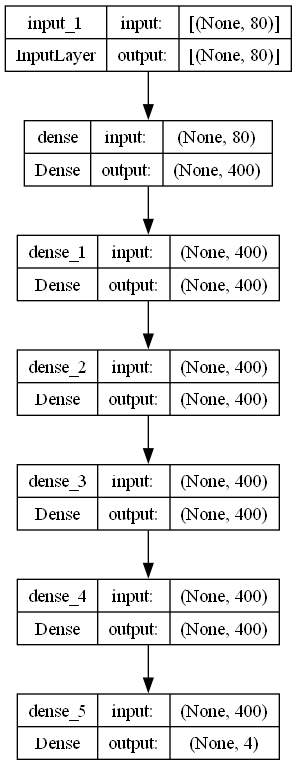 input_1 input: [(None, 80)]
InputLayer output: [(None, 80)]
dense input: (None, 80)
Dense output: (None, 400)
dense_1 input: (None, 400)
Dense output: (None, 400)
dense_2 input: (None, 400)
Dense output: (None, 400)
dense_3 input: (None, 400)
Dense output: (None, 400)
dense_4 input: (None, 400)
Dense output: (None, 400)
dense_5 input: (None, 400)
Dense output: (None, 4)